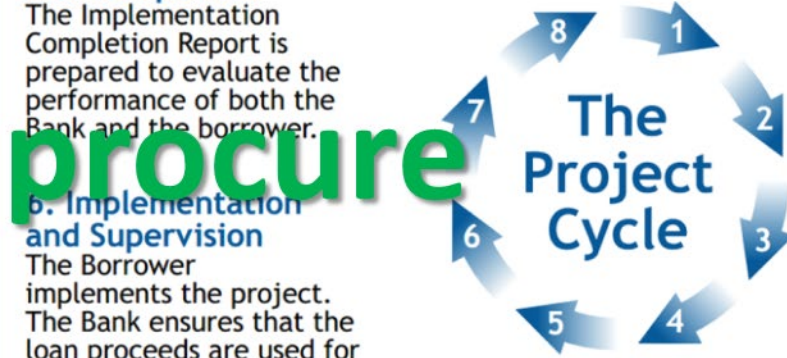 The Implementation
Completion Report is
prepared to evaluate the
performance of both the
Bank and the borrower.
procure
6. Implementation
and Supervision
The Borrower
implements the project.
The Bank ensures that the
loan proceeds are used for
8
1
7
2
The
Project
Cycle
6
3
5
4